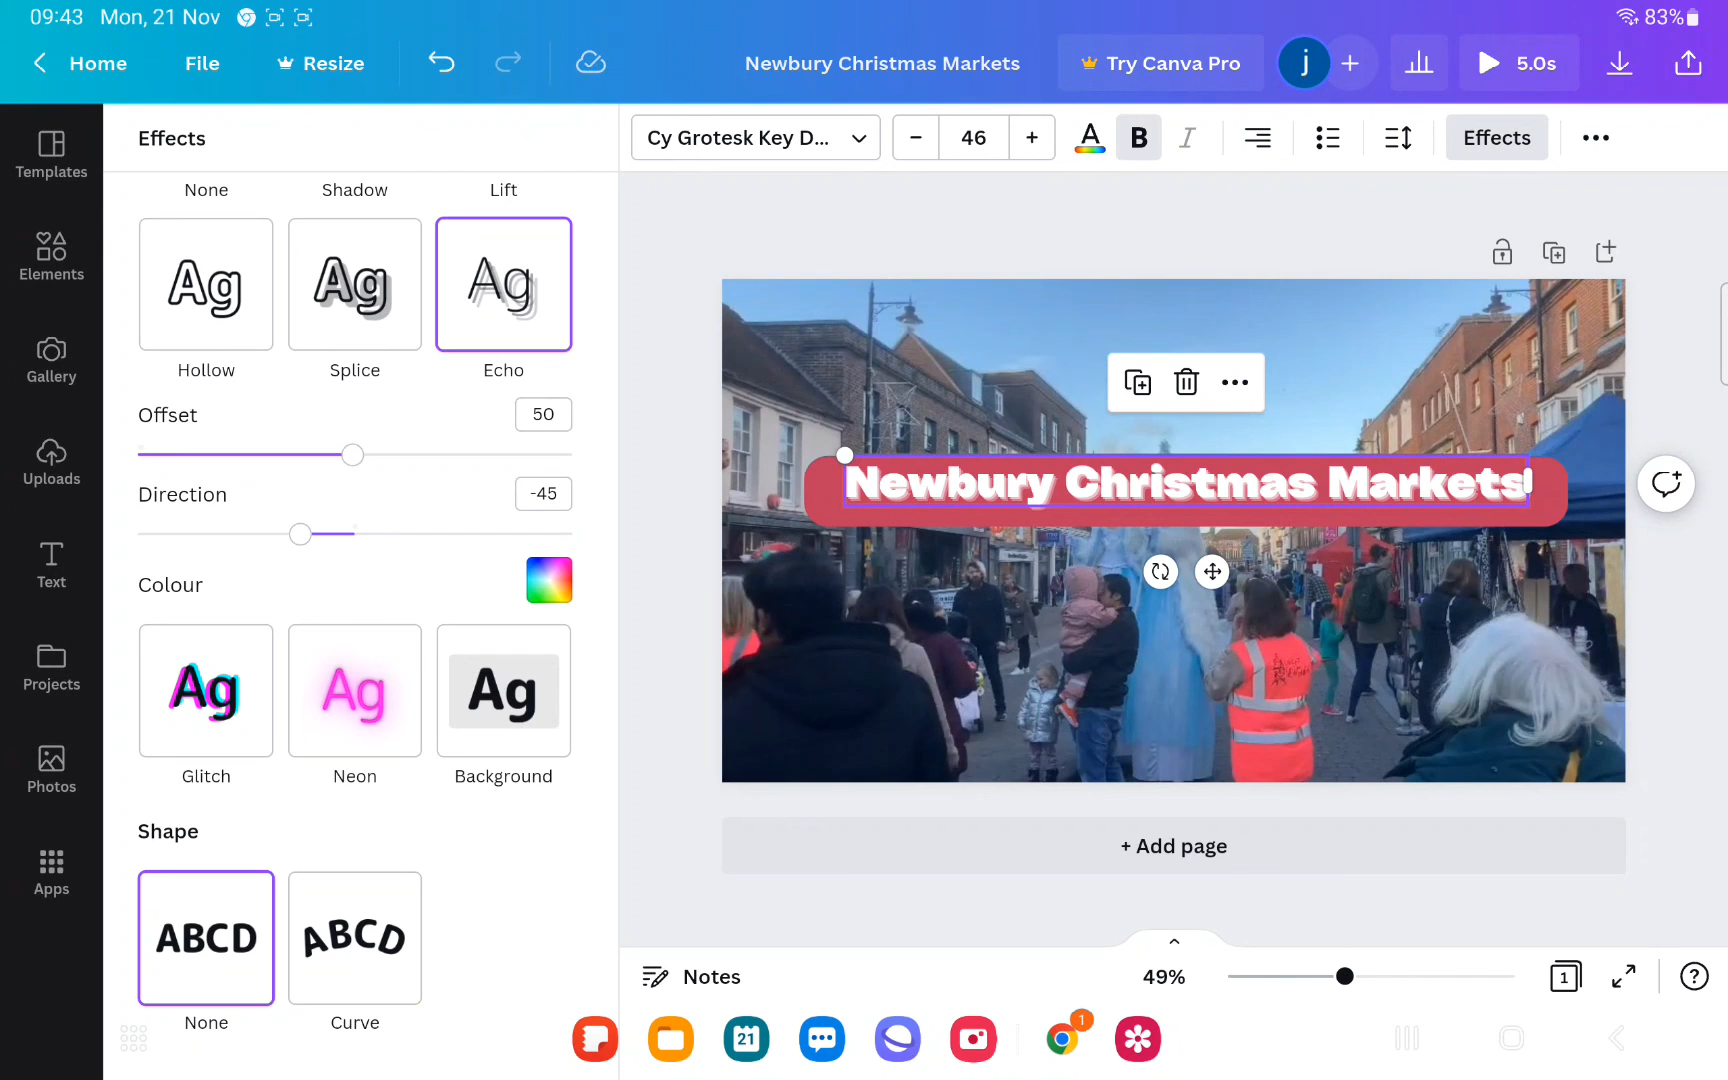 09:43 Mon, 21 Nov
83%
Home
File
Resize
Newbury Christmas Markets
Try Canva Pro
j
5.0s
Effects
Cy Grotesk Key D...
46
A
B
I
Effects
Templates
Elements
Gallery
Uploads
Text
Projects
Photos
Apps
None
Shadow
Lift
Ag
Ag
Ag
Hollow
Splice
Echo
Offset
50
Direction
-45
Colour
Ag
Ag
Ag
Glitch
Neon
Background
Shape
ABCD
ABCD
None
Curve
Newbury Christmas Markets
+ Add page
Notes
49%
1
?
21
1